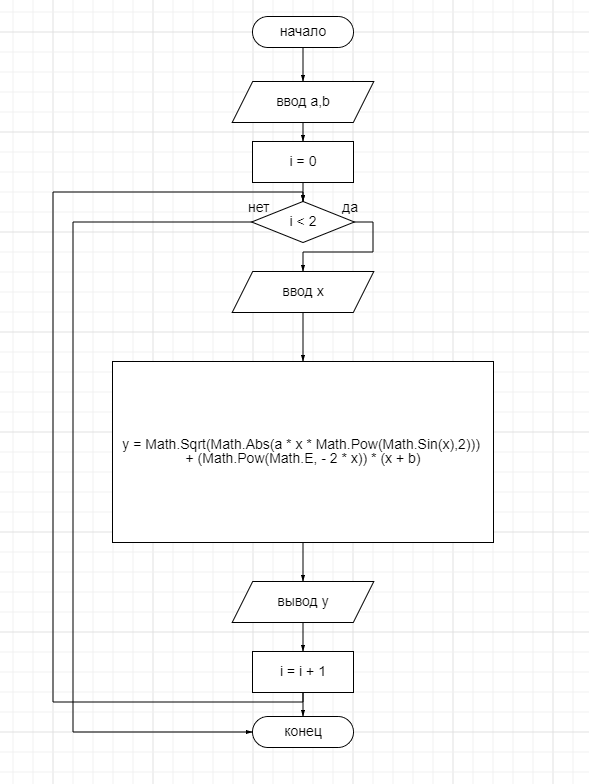 начало
ввод a,b
i = 0
нет
да
i < 2
ввод x
y = Math.Sqrt(Math.Abs(a * x * Math.Pow(Math.Sin(x),2)))
+ (Math.Pow(Math.E, - 2 * x)) * (x + b)
вывод y
i = i + 1
конец